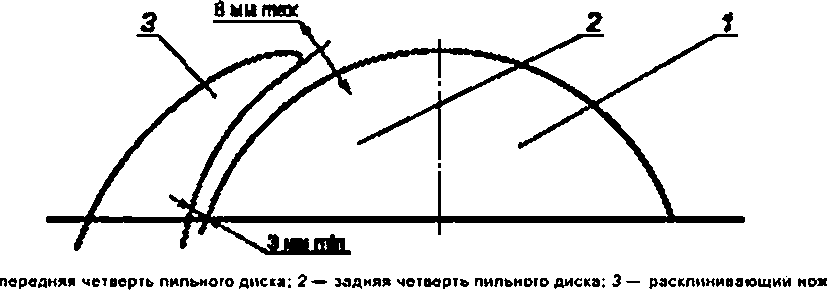 8 мм max
3
2
1
3 мм min
передняя четверть пильного диска; 2 — задняя четверть пильного диска; 3 — расклинивающий нож